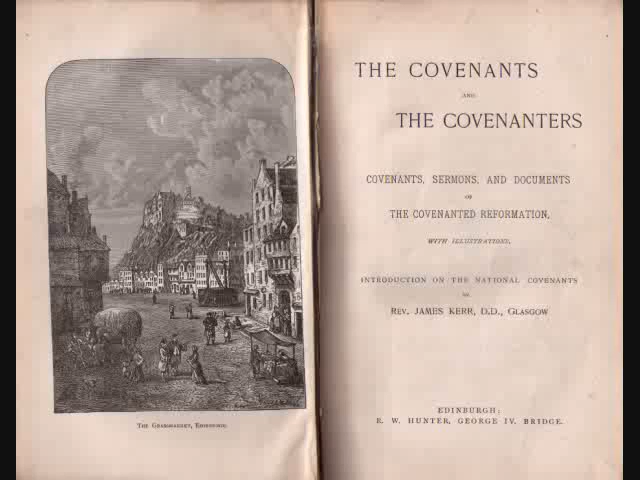 The Grassmarket, Edinburgh.
THE COVENANTS
AND
THE COVENANTERS
COVENANTS, SERMONS, AND DOCUMENTS
OF
THE COVENANTED REFORMATION,
WITH ILLUSTRATIONS,
INTRODUCTION ON THE NATIONAL COVENANTS
BY
Rev. JAMES KERR, D.D., Glasgow
EDINBURGH:
R. W. HUNTER, GEORGE IV. BRIDGE.